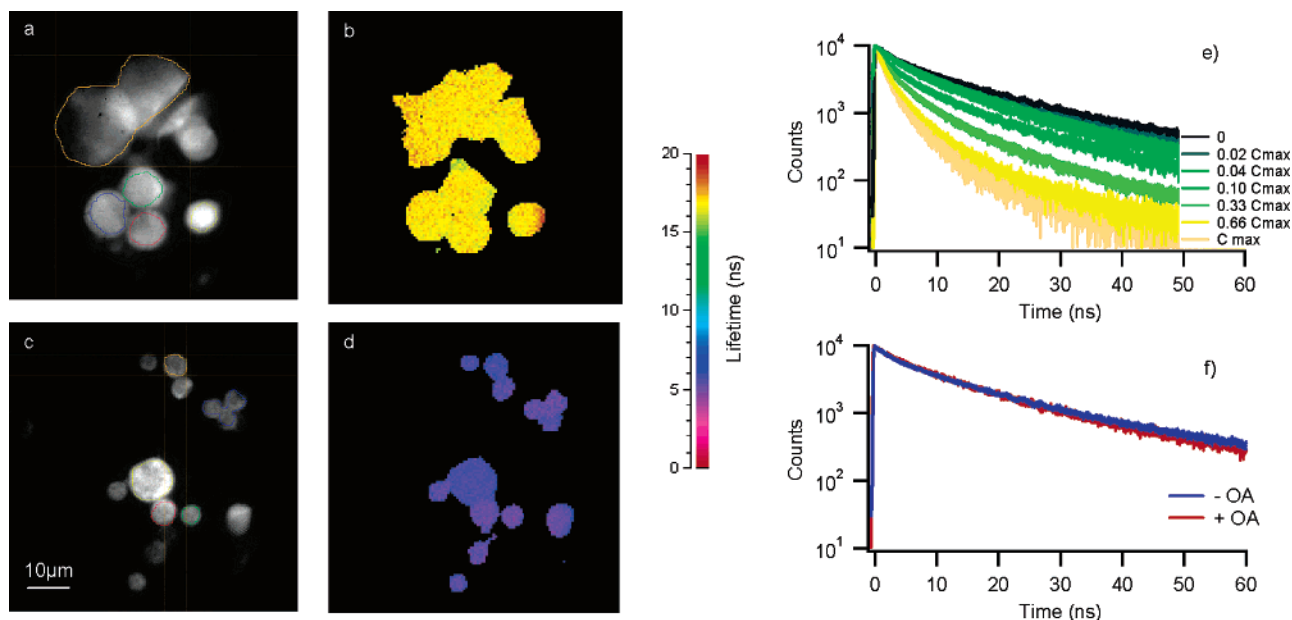 a
b
c
10µm
d
20
15
10
5
0
Lifetime (ns)
e)
10^4
10^3
10^2
10^1
Counts
0
0.02 Cmax
0.04 Cmax
0.10 Cmax
0.33 Cmax
0.66 Cmax
C max
0 10 20 30 40 50 60
Time (ns)
f)
10^4
10^3
10^2
10^1
Counts
- OA
+ OA
0 10 20 30 40 50 60
Time (ns)